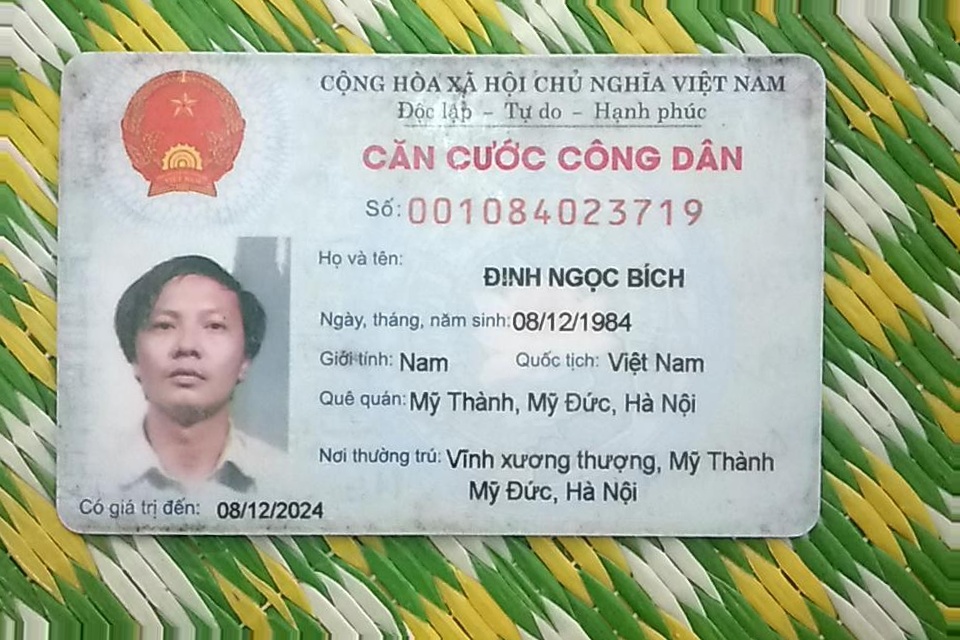 CỘNG HÒA XÃ HỘI CHỦ NGHĨA VIỆT NAM
Độc lập – Tự do – Hạnh phúc
CĂN CƯỚC CÔNG DÂN
Số: 001084023719
Họ và tên:
ĐỊNH NGỌC BÍCH
Ngày, tháng, năm sinh: 08/12/1984
Giới tính: Nam Quốc tịch: Việt Nam
Quê quán: Mỹ Thành, Mỹ Đức, Hà Nội
Nơi thường trú: Vĩnh xương thượng, Mỹ Thành
Mỹ Đức, Hà Nội
Có giá trị đến: 08/12/2024